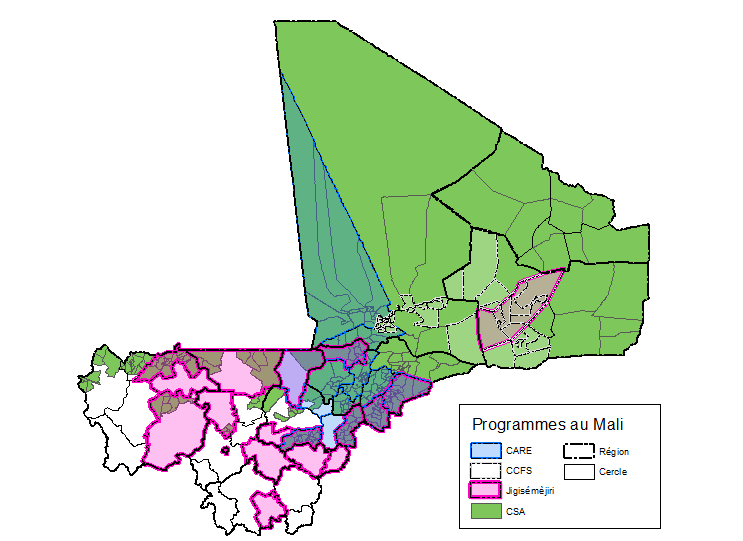 Programmes au Mali
CARE
CCFS
Jigisémèjiri
CSA
Région
Cercle